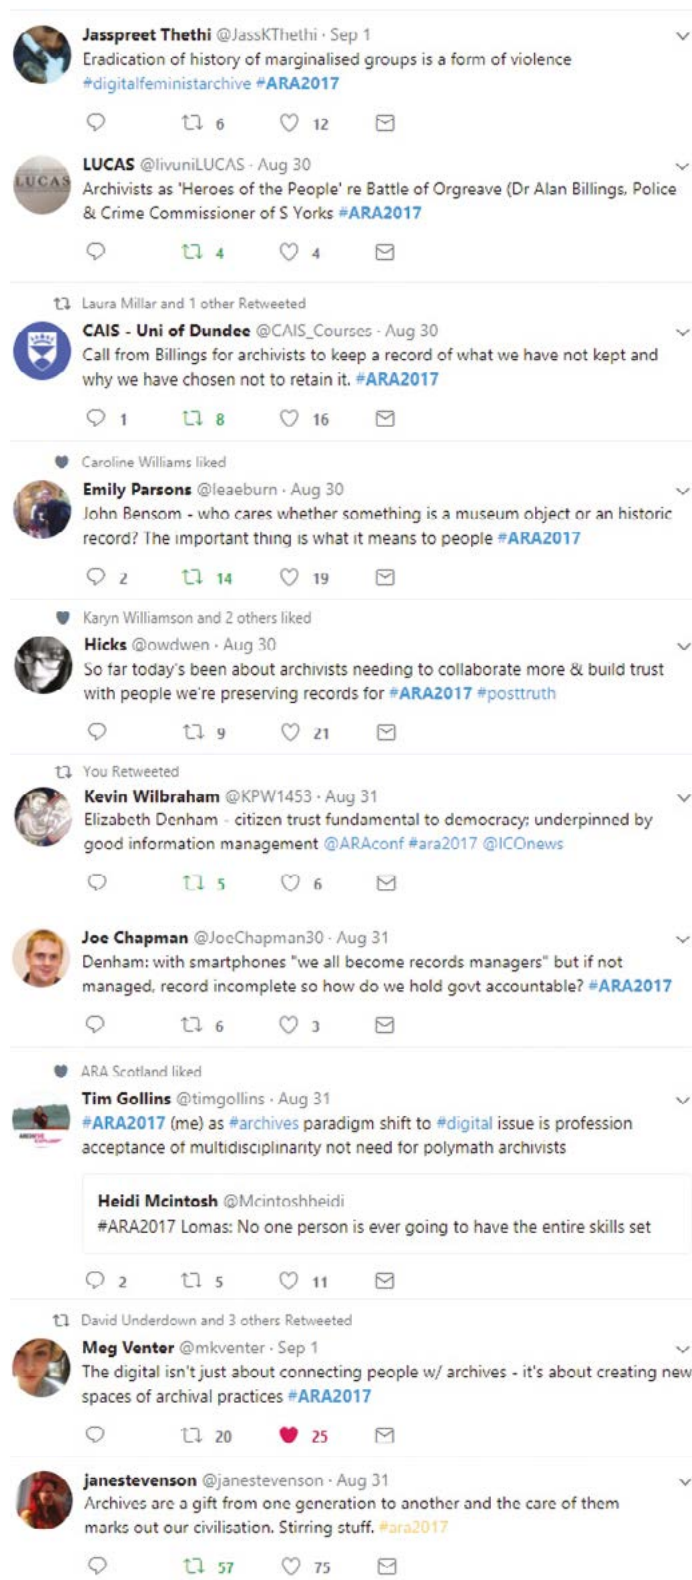 Jasspreet Thethi @JassKThethi · Sep 1
Eradication of history of marginalised groups is a form of violence
#digitalfeministarchive #ARA2017
6 12
LUCAS
LUCAS @livuniLUCAS · Aug 30
Archivists as 'Heroes of the People' re Battle of Orgreave (Dr Alan Billings, Police
& Crime Commissioner of S Yorks #ARA2017
4 4
Laura Millar and 1 other Retweeted
CAIS - Uni of Dundee @CAIS_Courses · Aug 30
Call from Billings for archivists to keep a record of what we have not kept and
why we have chosen not to retain it. #ARA2017
1 8 16
Caroline Williams liked
Emily Parsons @leaeburn · Aug 30
John Bensom - who cares whether something is a museum object or an historic
record? The important thing is what it means to people #ARA2017
2 14 19
Karyn Williamson and 2 others liked
Hicks @owdwen · Aug 30
So far today's been about archivists needing to collaborate more & build trust
with people we're preserving records for #ARA2017 #posttruth
9 21
You Retweeted
Kevin Wilbraham @KPW1453 · Aug 31
Elizabeth Denham - citizen trust fundamental to democracy; underpinned by
good information management @ARAconf #ara2017 @ICOnews
5 6
Joe Chapman @JoeChapman30 · Aug 31
Denham: with smartphones "we all become records managers" but if not
managed, record incomplete so how do we hold govt accountable? #ARA2017
6 3
ARA Scotland liked
Tim Gollins @timgollins · Aug 31
#ARA2017 (me) as #archives paradigm shift to #digital issue is profession
acceptance of multidisciplinarity not need for polymath archivists
Heidi Mcintosh @Mcintoshheidi
#ARA2017 Lomas: No one person is ever going to have the entire skills set
2 5 11
David Underdown and 3 others Retweeted
Meg Venter @mkventer · Sep 1
The digital isn't just about connecting people w/ archives - it's about creating new
spaces of archival practices #ARA2017
20 25
janestevenson @janestevenson · Aug 31
Archives are a gift from one generation to another and the care of them
marks out our civilisation. Stirring stuff. #ara2017
57 75